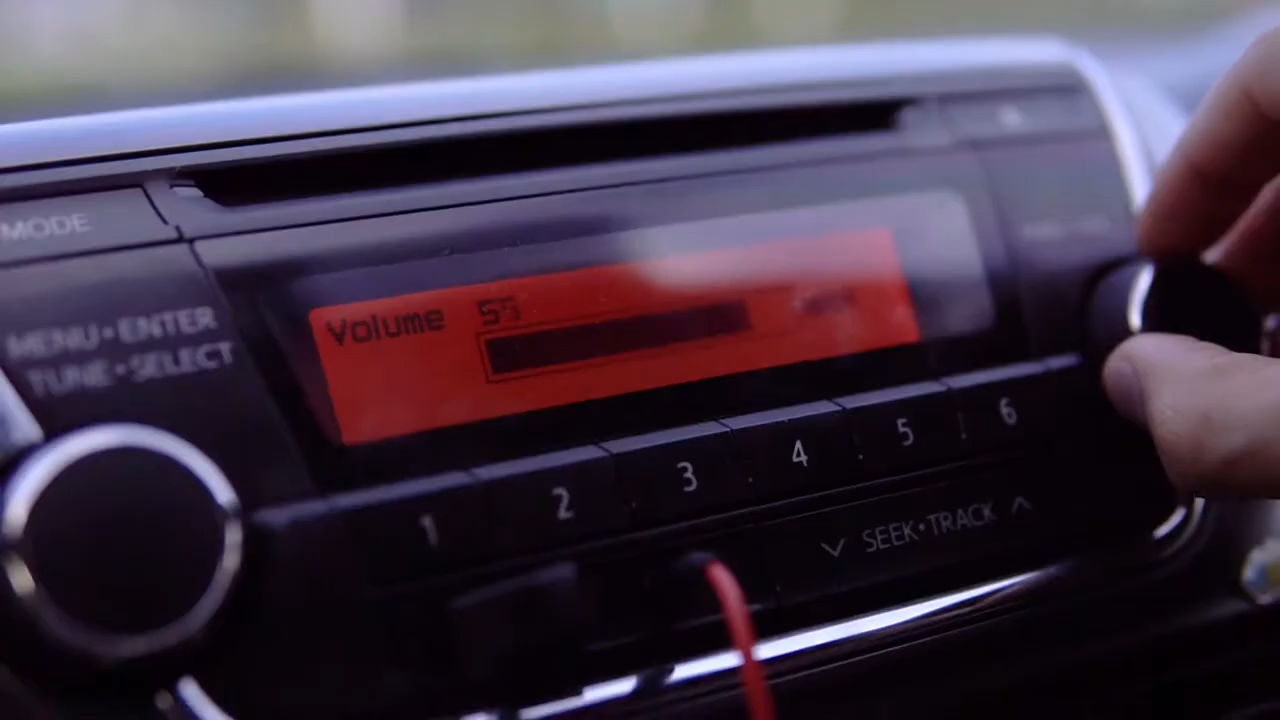 MODE
MENU•ENTER
TUNE•SELECT
Volume
1 2 3 4 5 6
SEEK•TRACK